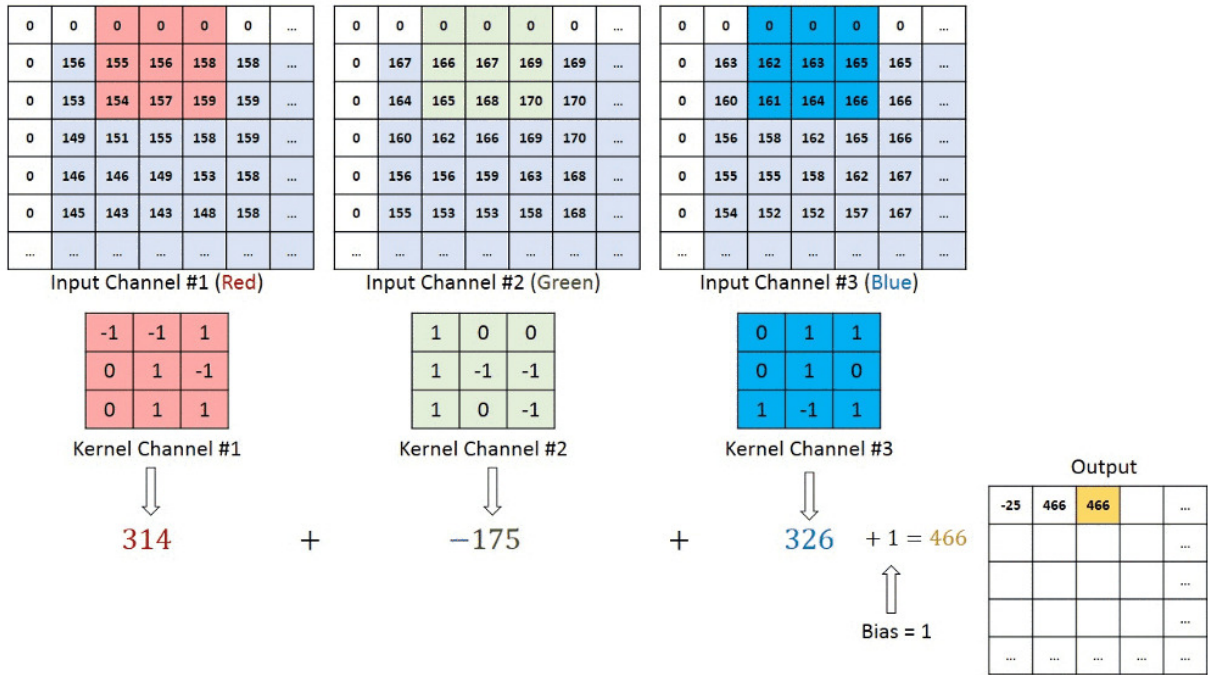 0 0 0 0 0 0 ... 0 0 0 0 0 0 ... 0 0 0 0 0 0 ...
0 156 155 156 158 158 ... 0 167 166 167 169 169 ... 0 163 162 163 165 165 ...
0 153 154 157 159 159 ... 0 164 165 168 170 170 ... 0 160 161 164 166 166 ...
0 149 151 155 158 159 ... 0 160 162 166 169 170 ... 0 156 158 162 165 166 ...
0 146 146 149 153 158 ... 0 156 156 159 163 168 ... 0 155 155 158 162 167 ...
0 145 143 143 148 158 ... 0 155 153 153 158 168 ... 0 154 152 152 157 167 ...
... ... ... ... ... ... ... ... ... ... ... ... ... ... ... ... ... ... ... ... ...
Input Channel #1 (Red) Input Channel #2 (Green) Input Channel #3 (Blue)
-1 -1 1 1 0 0 0 1 1
0 1 -1 1 -1 -1 0 1 0
0 1 1 1 0 -1 1 -1 1
Kernel Channel #1 Kernel Channel #2 Kernel Channel #3
314 + −175 + 326 + 1 = 466
Bias = 1
Output
-25 466 466 ...
...
...
...
... ... ... ... ...